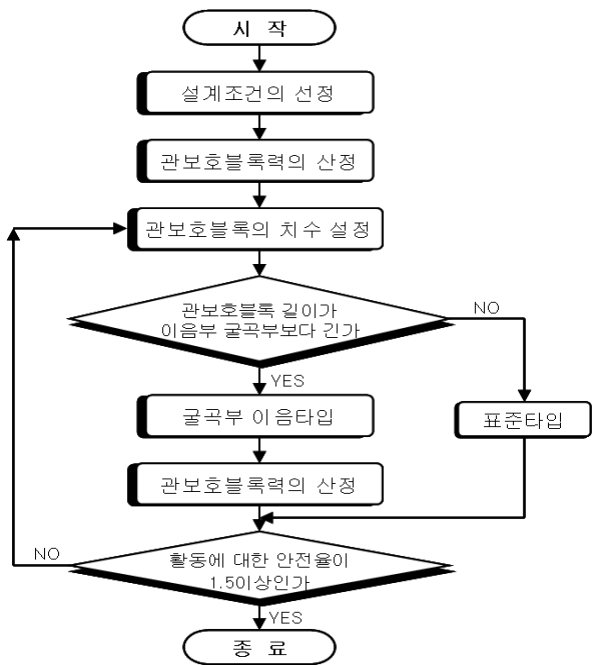 시 작
설계조건의 선정
관보호블록력의 산정
관보호블록의 치수 설정
관보호블록 길이가
이음부 굴곡부보다 긴가
NO
YES
굴곡부 이음타입
표준타입
관보호블록력의 산정
활동에 대한 안전율이
1.5이상인가
NO
YES
종 료